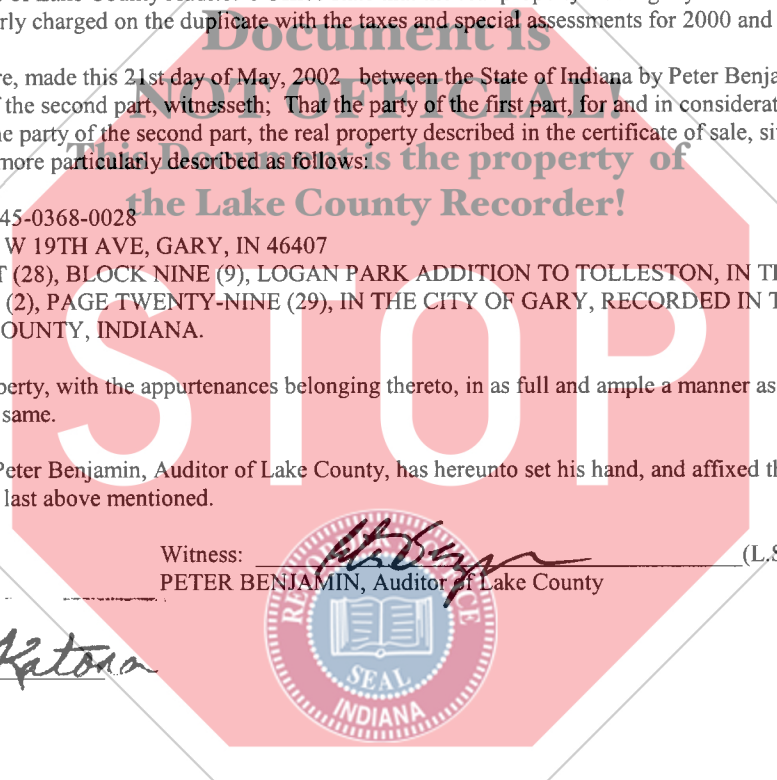 Document is
rly charged on the duplicate with the taxes and special assessments for 2000 and
re, made this 21st day of May, 2002 between the State of Indiana by Peter Benja
f the second part, witnesseth; That the party of the first part, for and in considerat
NOT OFFICIAL!
ne party of the second part, the real property described in the certificate of sale, si
more particularly described as follows:
This Document is the property of
the Lake County Recorder!
45-0368-0028
W 19TH AVE, GARY, IN 46407
T (28), BLOCK NINE (9), LOGAN PARK ADDITION TO TOLLESTON, IN TH
(2), PAGE TWENTY-NINE (29), IN THE CITY OF GARY, RECORDED IN T
OUNTY, INDIANA.
STOP
perty, with the appurtenances belonging thereto, in as full and ample a manner as
same.
Peter Benjamin, Auditor of Lake County, has hereunto set his hand, and affixed th
last above mentioned.
Witness: (L.S
PETER BENJAMIN, Auditor of Lake County
Katona
SEAL
INDIANA